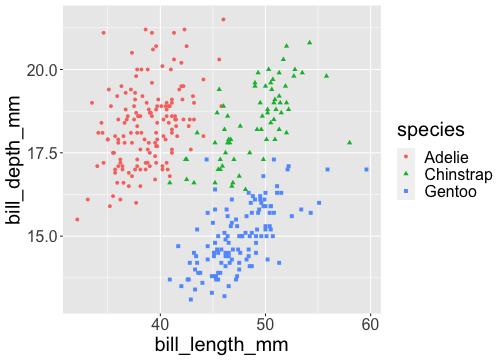 20.0
17.5
15.0
bill_depth_mm
40
50
60
bill_length_mm
species
Adelie
Chinstrap
Gentoo